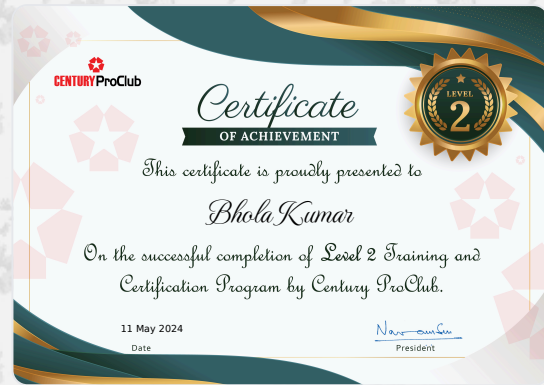 CENTURY ProClub
LEVEL
2
Certificate
OF ACHIEVEMENT
This certificate is proudly presented to
Bhola Kumar
On the successful completion of Level 2 Training and
Certification Program by Century ProClub.
11 May 2024
Date
President